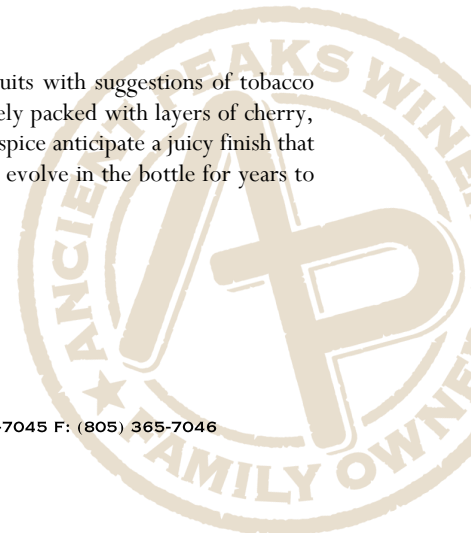 uits with suggestions of tobacco
ely packed with layers of cherry,
spice anticipate a juicy finish that
evolve in the bottle for years to
-7045 F: (805) 365-7046
ANCIENT PEAKS WINE
AP
FAMILY OWNE